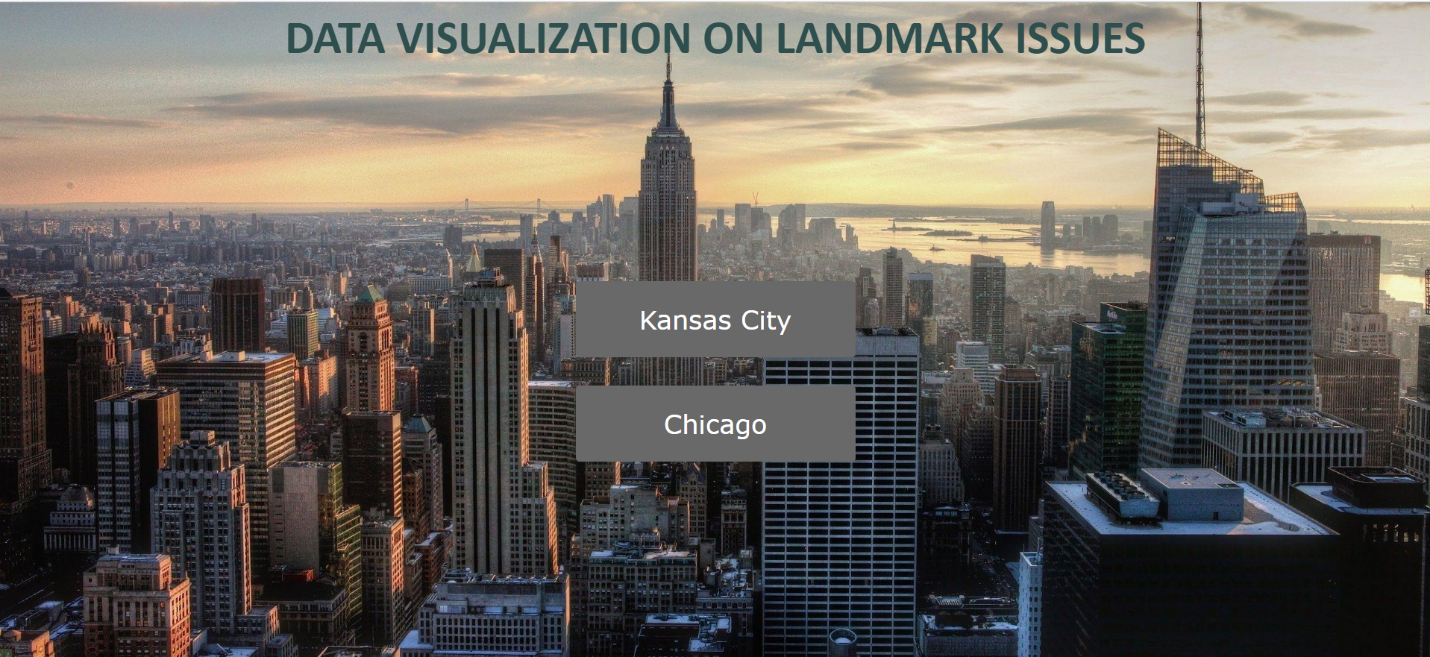 DATA VISUALIZATION ON LANDMARK ISSUES
Kansas City
Chicago